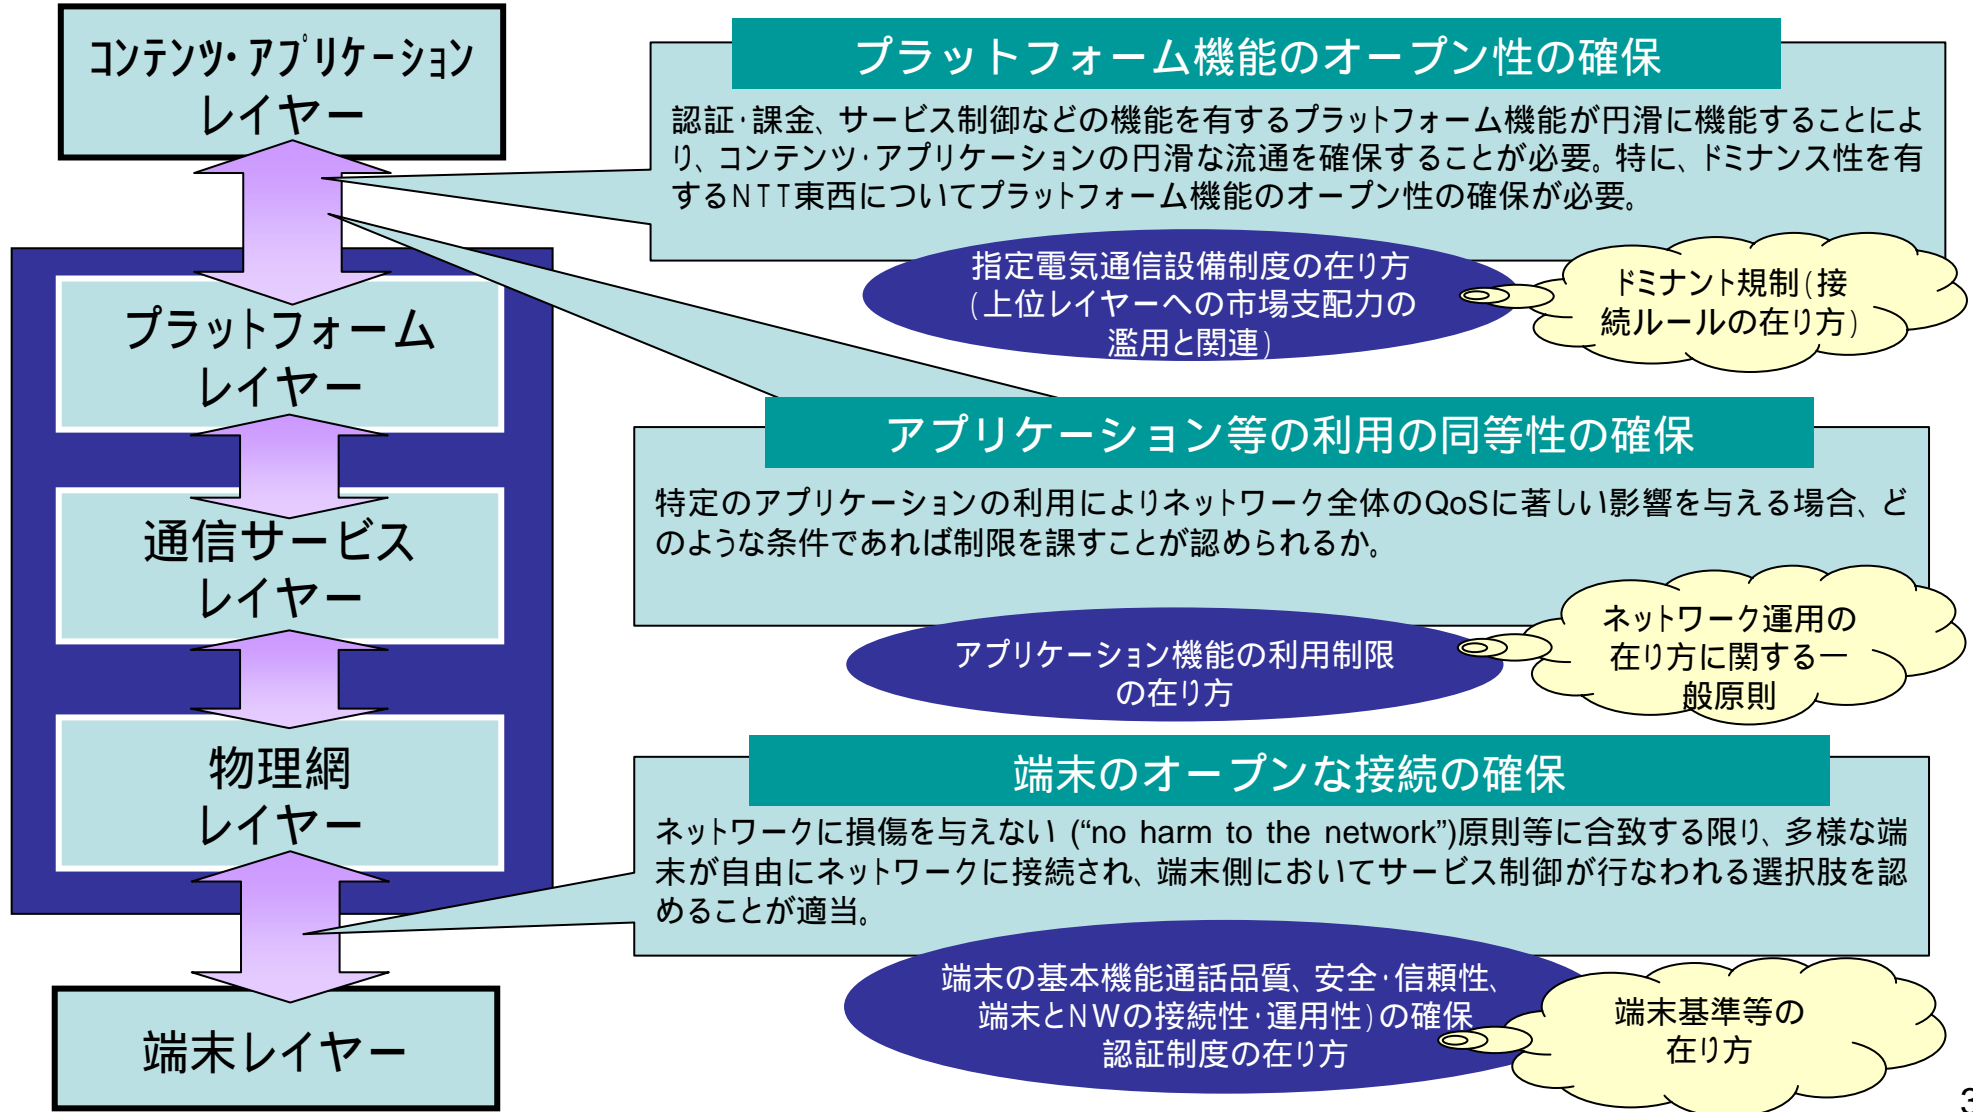 コンテンツ・アプリケーション
レイヤー
プラットフォーム
レイヤー
通信サービス
レイヤー
物理網
レイヤー
端末レイヤー
プラットフォーム機能のオープン性の確保
認証・課金、サービス制御などの機能を有するプラットフォーム機能が円滑に機能することによ
り、コンテンツ・アプリケーションの円滑な流通を確保することが必要。特に、ドミナンス性を有
するNTT東西についてプラットフォーム機能のオープン性の確保が必要。
指定電気通信設備制度の在り方
(上位レイヤーへの市場支配力の
濫用と関連)
ドミナント規制(接
続ルールの在り方)
アプリケーション等の利用の同等性の確保
特定のアプリケーションの利用によりネットワーク全体のQoSに著しい影響を与える場合、ど
のような条件であれば制限を課すことが認められるか。
アプリケーション機能の利用制限
の在り方
ネットワーク運用の
在り方に関する一
般原則
端末のオープンな接続の確保
ネットワークに損傷を与えない (“no harm to the network”)原則等に合致する限り、多様な端
末が自由にネットワークに接続され、端末側においてサービス制御が行なわれる選択肢を認
めることが適当。
端末の基本機能通話品質、安全・信頼性、
端末とNWの接続性・運用性)の確保
認証制度の在り方
端末基準等の
在り方